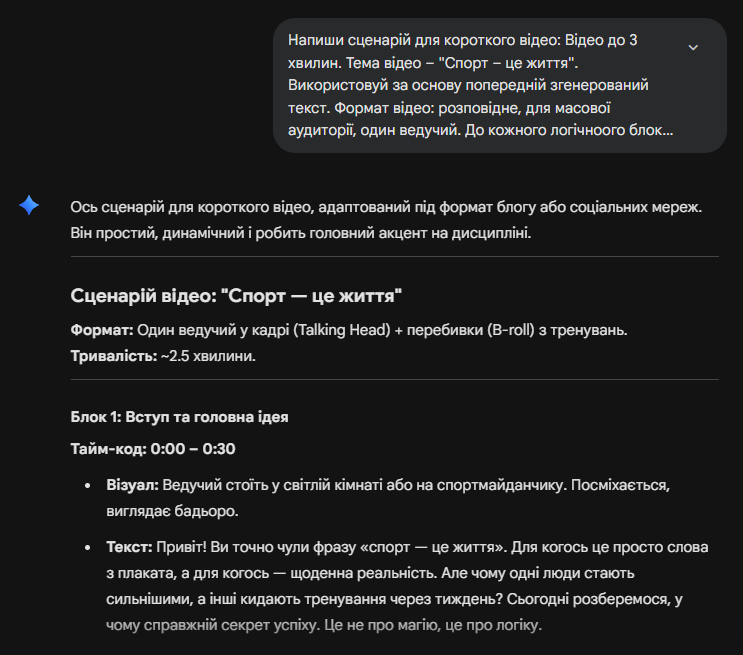 Напиши сценарій для короткого відео: Відео до 3
хвилин. Тема відео – "Спорт – це життя".
Використовуй за основу попередній згенерований
текст. Формат відео: розповідне, для масової
аудиторії, один ведучий. До кожного логічноого блок...
Ось сценарій для короткого відео, адаптований під формат блогу або соціальних мереж.
Він простий, динамічний і робить головний акцент на дисципліні.
Сценарій відео: "Спорт — це життя"
Формат: Один ведучий у кадрі (Talking Head) + перебивки (B-roll) з тренувань.
Тривалість: ~2.5 хвилини.
Блок 1: Вступ та головна ідея
Тайм-код: 0:00 – 0:30
• Візуал: Ведучий стоїть у світлій кімнаті або на спортмайданчику. Посміхається,
виглядає бадьоро.
• Текст: Привіт! Ви точно чули фразу «спорт — це життя». Для когось це просто слова
з плаката, а для когось — щоденна реальність. Але чому одні люди стають
сильнішими, а інші кидають тренування через тиждень? Сьогодні розберемося, у
чому справжній секрет успіху. Це не про магію, це про логіку.